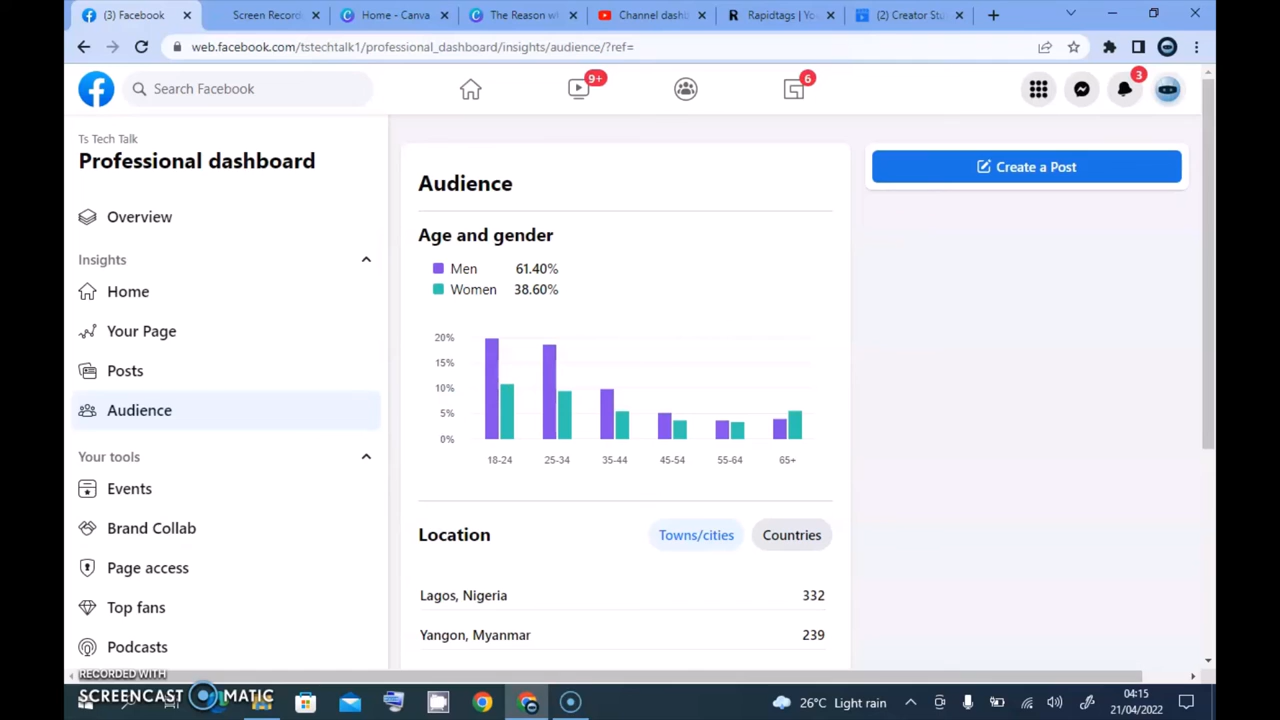 (3) Facebook
Screen Record
Home - Canva
The Reason w
Channel dashb
Rapidtags | Yo
(2) Creator Stu
web.facebook.com/tstechtalk1/professional_dashboard/insights/audience/?ref=
Search Facebook
9+
6
3
Ts Tech Talk
Professional dashboard
Overview
Insights
Home
Your Page
Posts
Audience
Your tools
Events
Brand Collab
Page access
Top fans
Podcasts
Audience
Age and gender
Men 61.40%
Women 38.60%
20%
15%
10%
5%
0%
18-24 25-34 35-44 45-54 55-64 65+
Location Towns/cities Countries
Lagos, Nigeria 332
Yangon, Myanmar 239
Create a Post
RECORDED WITH
SCREENCAST MATIC
26°C Light rain
04:15
21/04/2022